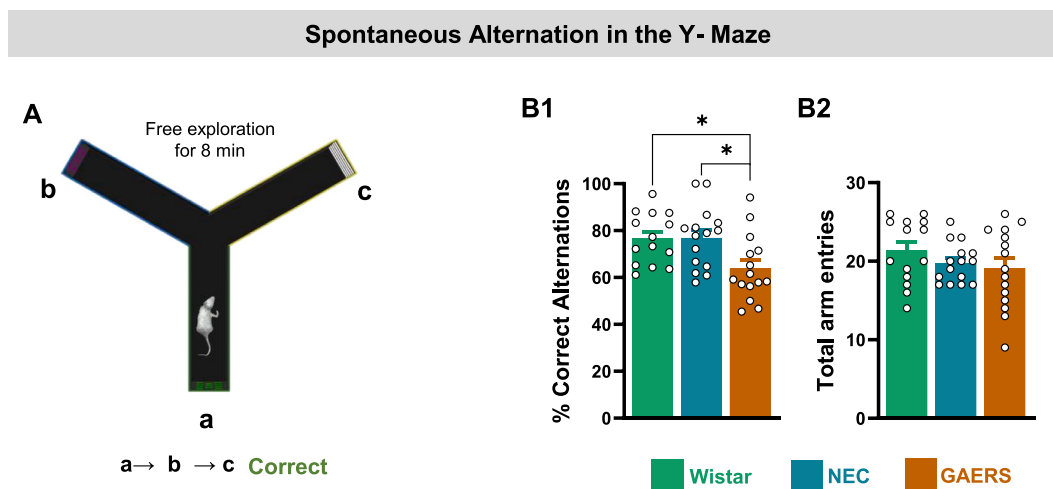 Spontaneous Alternation in the Y- Maze
A
Free exploration
for 8 min
b
c
a
a→ b → c Correct
B1
*
*
% Correct Alternations
100
80
60
40
20
0
B2
Total arm entries
30
20
10
0
Wistar
NEC
GAERS